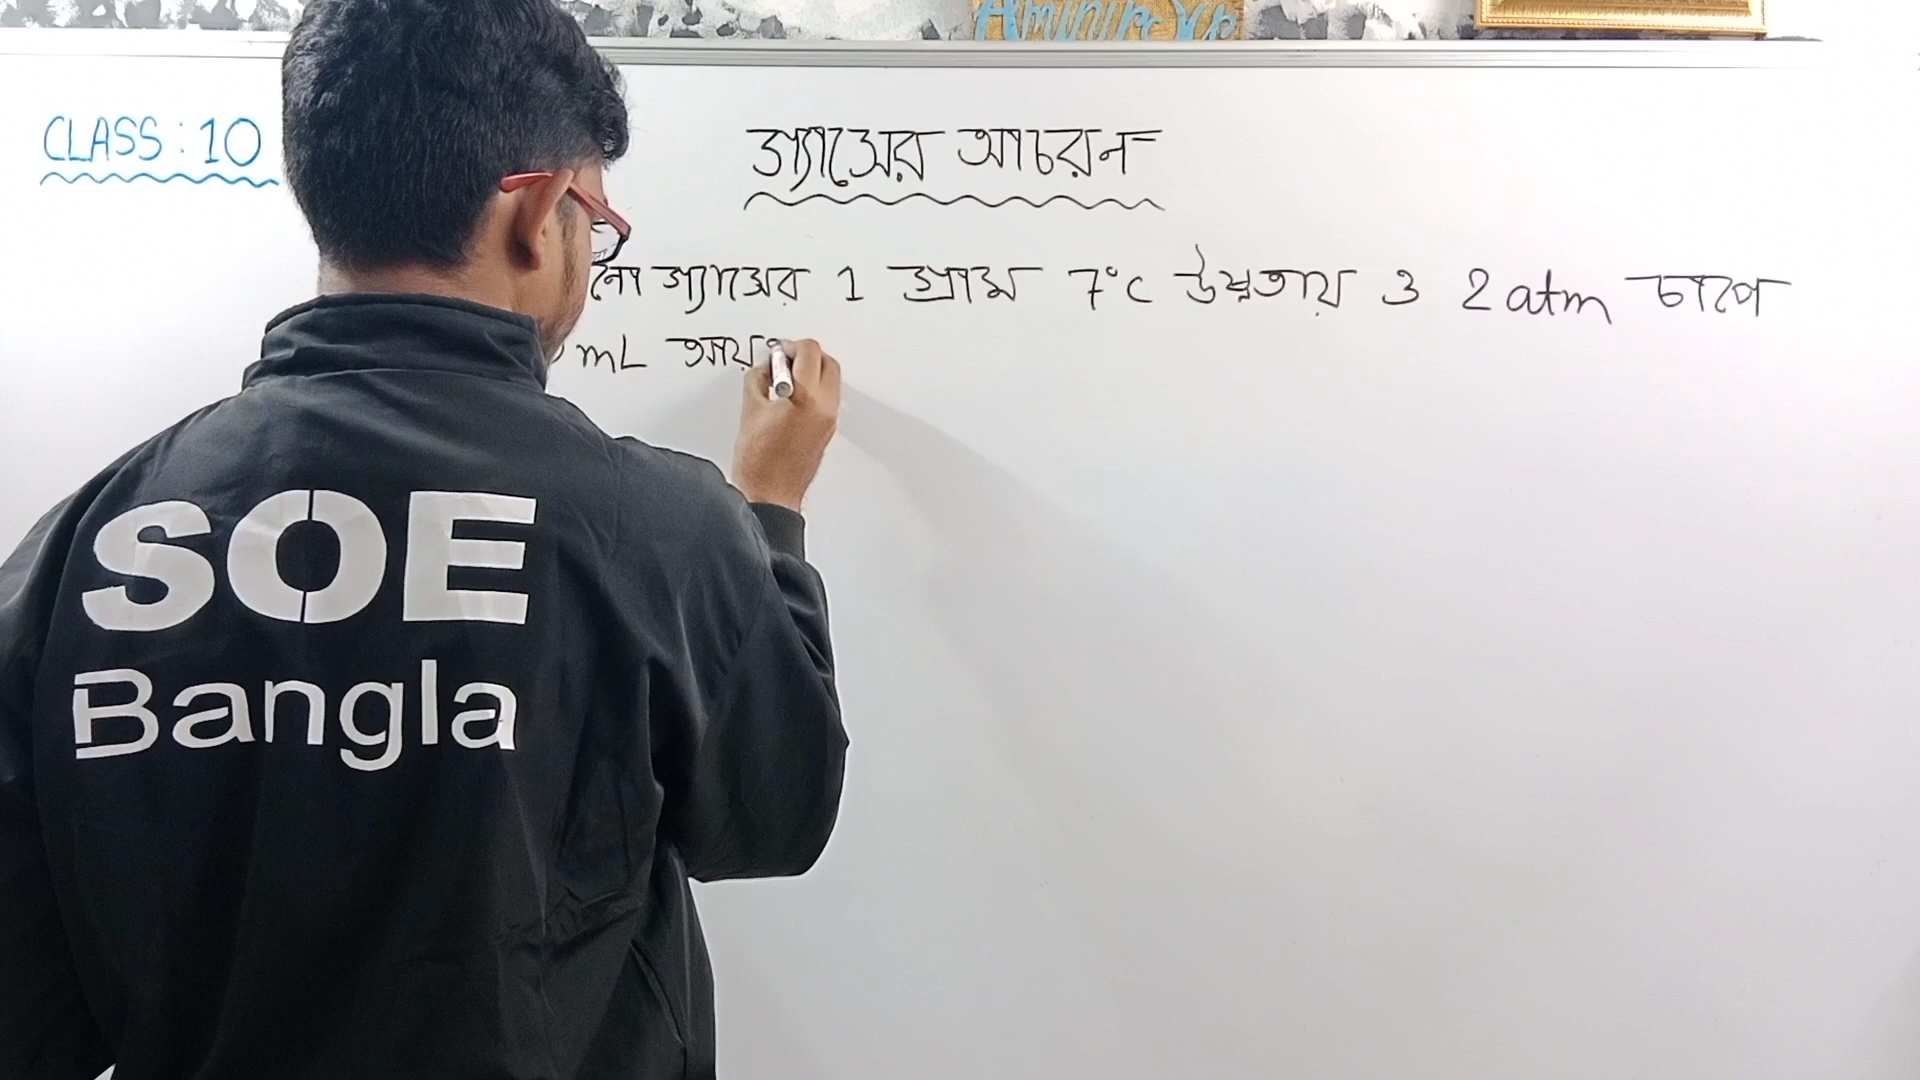 CLASS : 10
গ্যাসের আচরন
গ্যাসের 1 গ্রাম 7°C উষ্ণতায় ও 2 atm চাপে
mL আয়
SOE
Bangla